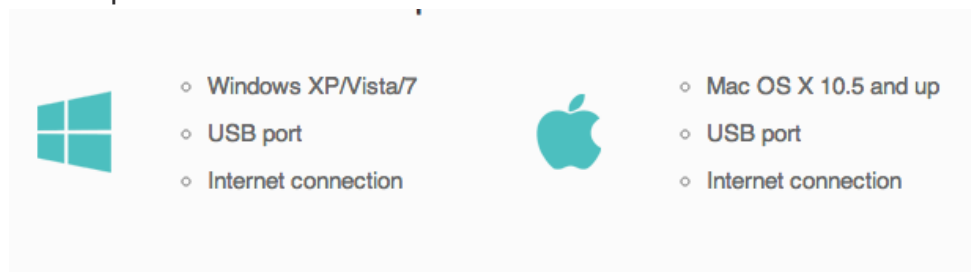 Windows XP/Vista/7
USB port
Internet connection
Mac OS X 10.5 and up
USB port
Internet connection